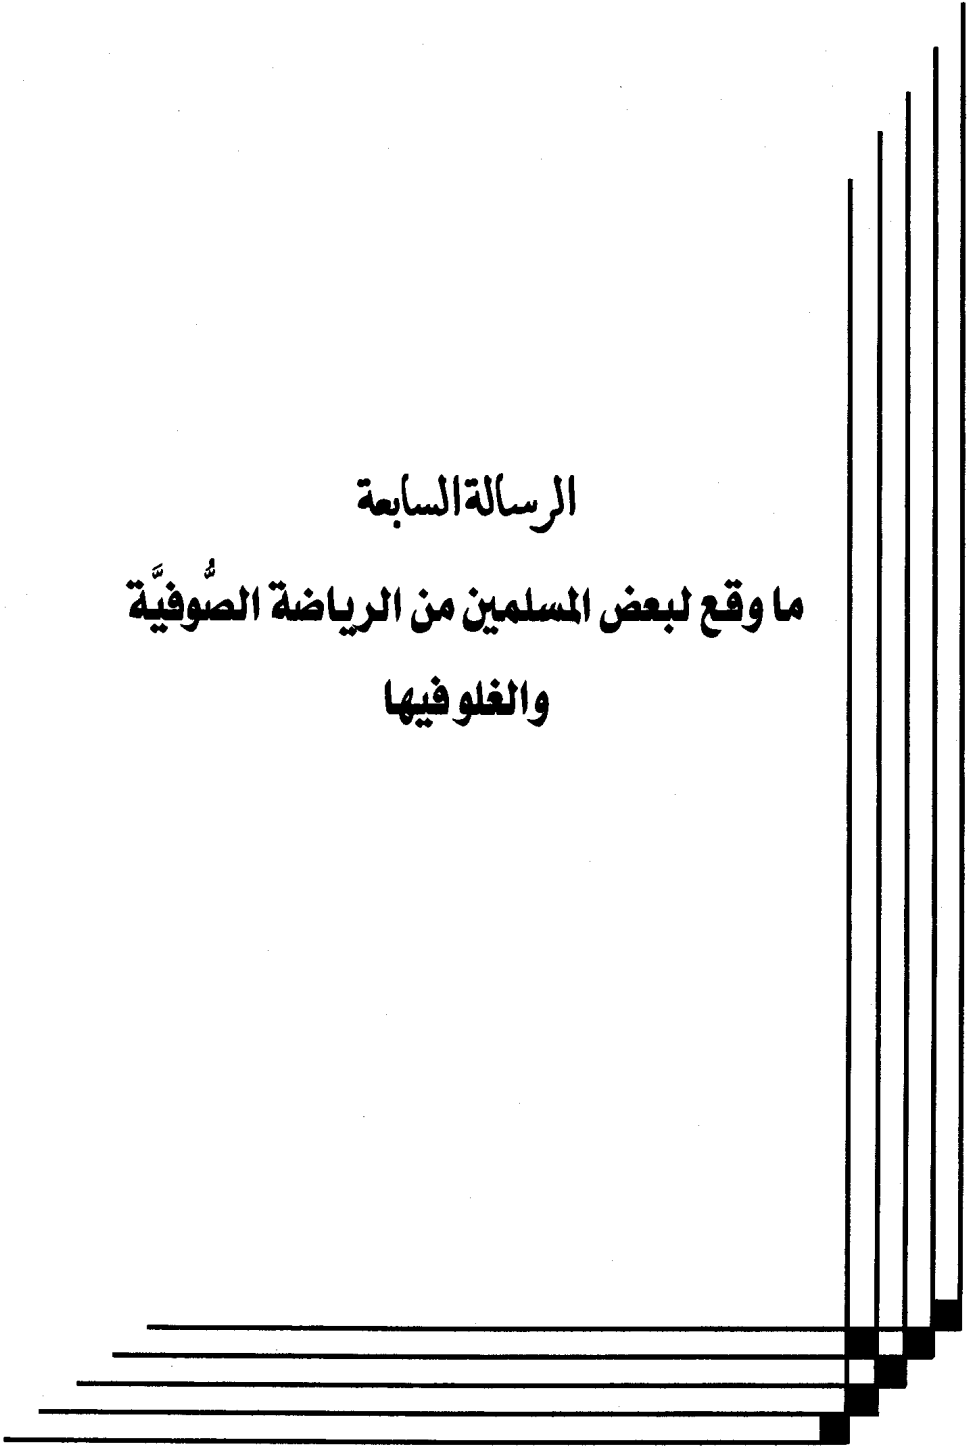 الرسالة السابعة
ما وقع لبعض المسلمين من الرياضة الصُّوفيَّة
والغلو فيها